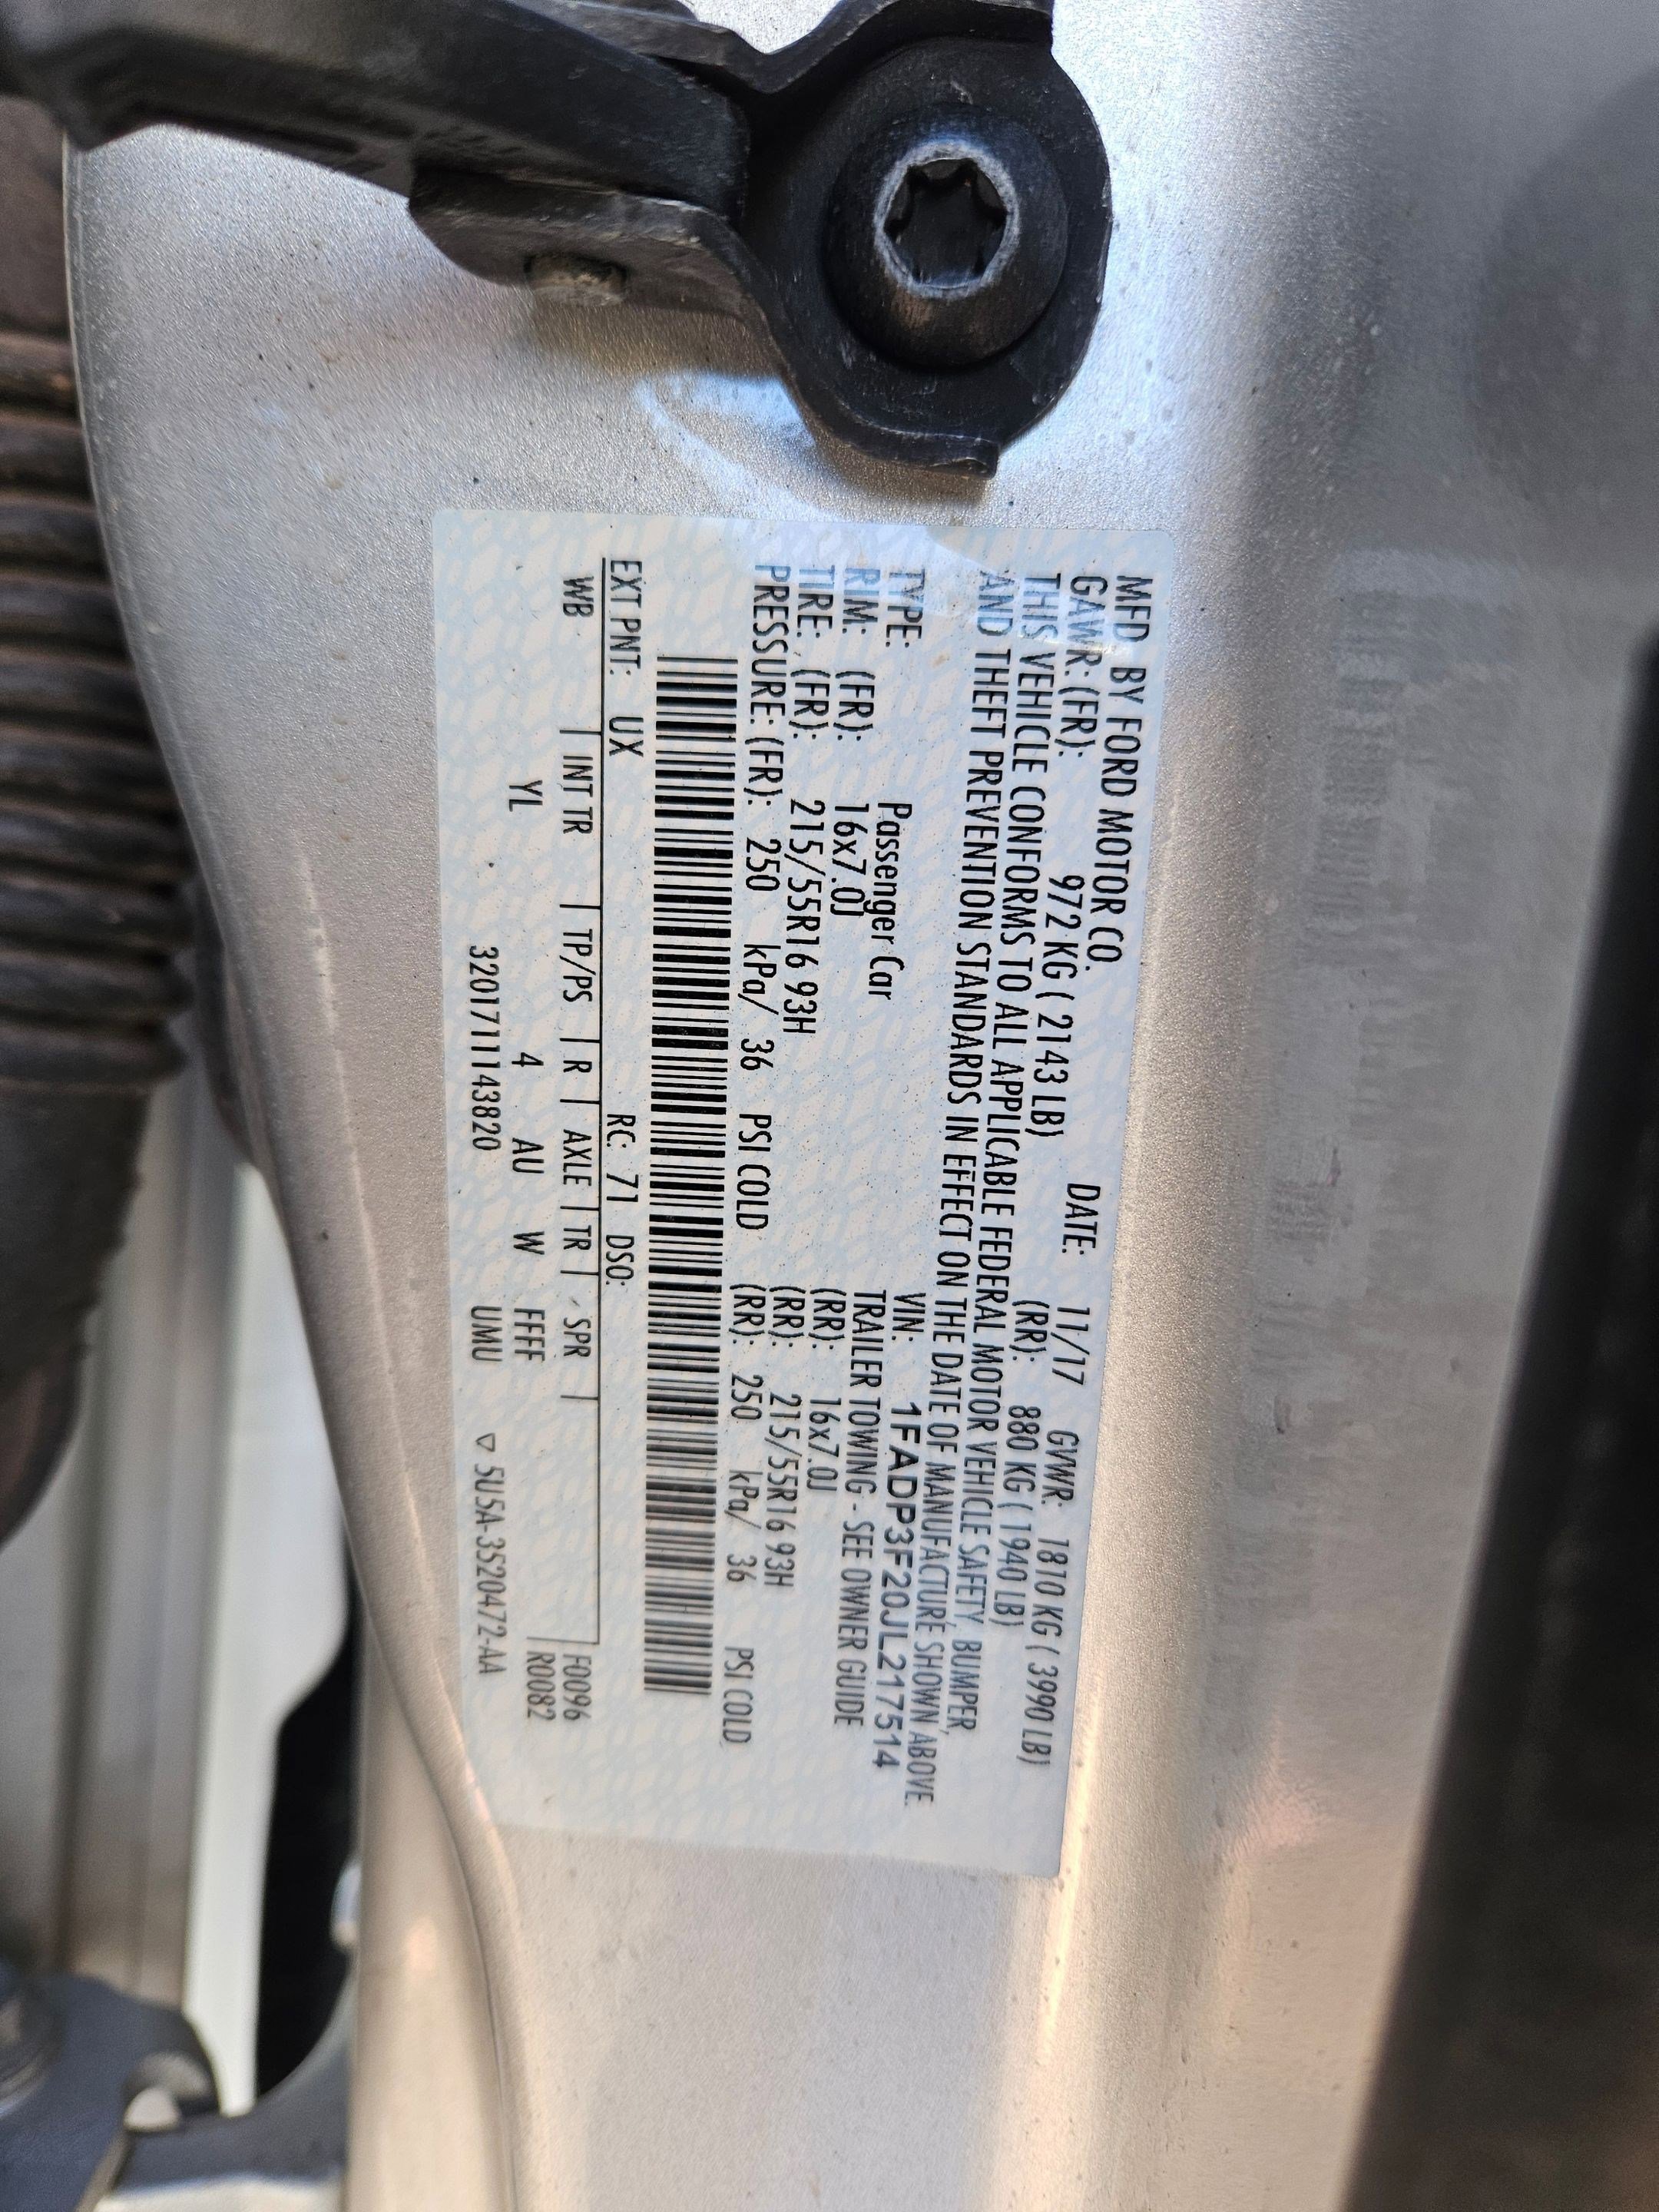 MFD. BY FORD MOTOR CO.
DATE: 11/17 GVWR: 1810 KG ( 3990 LB)
GAWR: (FR): 972 KG ( 2143 LB) (RR): 880 KG ( 1940 LB)
THIS VEHICLE CONFORMS TO ALL APPLICABLE FEDERAL MOTOR VEHICLE SAFETY, BUMPER,
AND THEFT PREVENTION STANDARDS IN EFFECT ON THE DATE OF MANUFACTURE SHOWN ABOVE.
VIN: 1FADP3F20JL217514
TYPE: Passenger Car TRAILER TOWING - SEE OWNER GUIDE
RIM: (FR): 16x7.0J (RR): 16x7.0J
TIRE: (FR): 215/55R16 93H (RR): 215/55R16 93H
PRESSURE: (FR): 250 kPa/ 36 PSI COLD (RR): 250 kPa/ 36 PSI COLD
EXT PNT: UX RC: 71 DSO:
WB | INT TR | TP/PS | R | AXLE | TR | SPR | F0096
YL 4 AU W FFFF R0082
320171143820 UMU ▽ 5U5A-3520472-AA